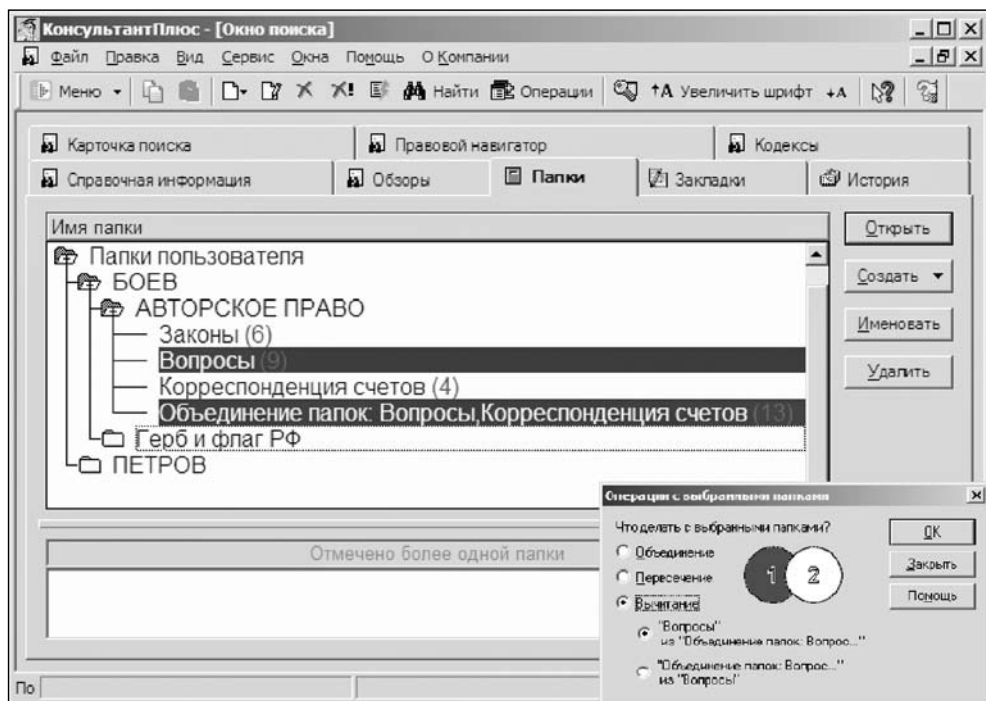 КонсультантПлюс - [Окно поиска]
Файл Правка Вид Сервис Окна Помощь О Компании
Меню Найти Операции Увеличить шрифт
Карточка поиска Правовой навигатор Кодексы
Справочная информация Обзоры Папки Закладки История
Имя папки
Папки пользователя
БОЕВ
АВТОРСКОЕ ПРАВО
Законы (6)
Вопросы (9)
Корреспонденция счетов (4)
Объединение папок: Вопросы,Корреспонденция счетов (13)
Герб и флаг РФ
ПЕТРОВ
Открыть
Создать
Именовать
Удалить
Отмечено более одной папки
По
Операции с выбранными папками
Что делать с выбранными папками?
Объединение
Пересечение
Вычитание
1 2
"Вопросы"
из "Объединение папок: Вопрос..."
"Объединение папок: Вопрос..."
из "Вопросы"
OK
Закрыть
Помощь